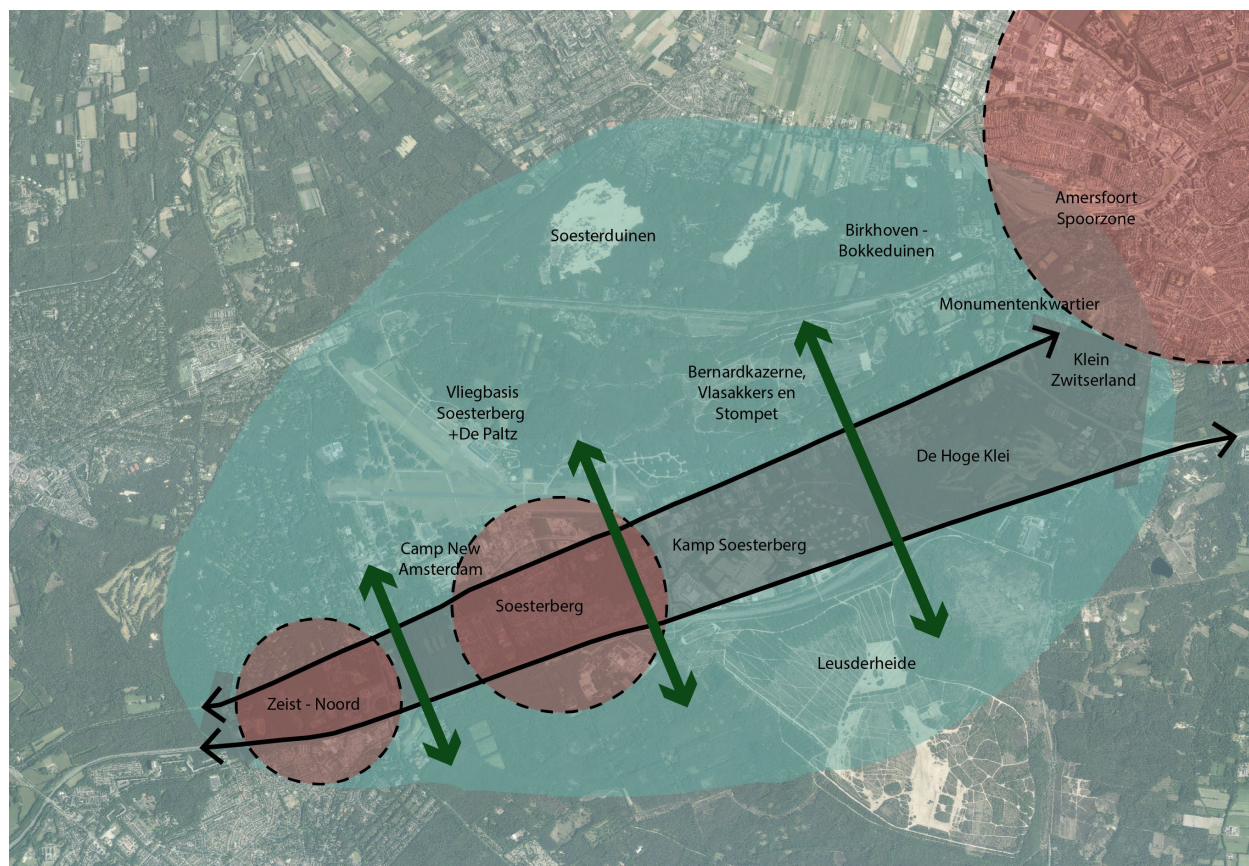 Amersfoort
Spoorzone
Soesterduinen
Birkhoven -
Bokkeduinen
Monumentenkwartier
Klein
Zwitserland
Bernardkazerne,
Vlasakkers en
Stompet
Vliegbasis
Soesterberg
+De Paltz
De Hoge Klei
Kamp Soesterberg
Camp New
Amsterdam
Soesterberg
Leusderheide
Zeist - Noord